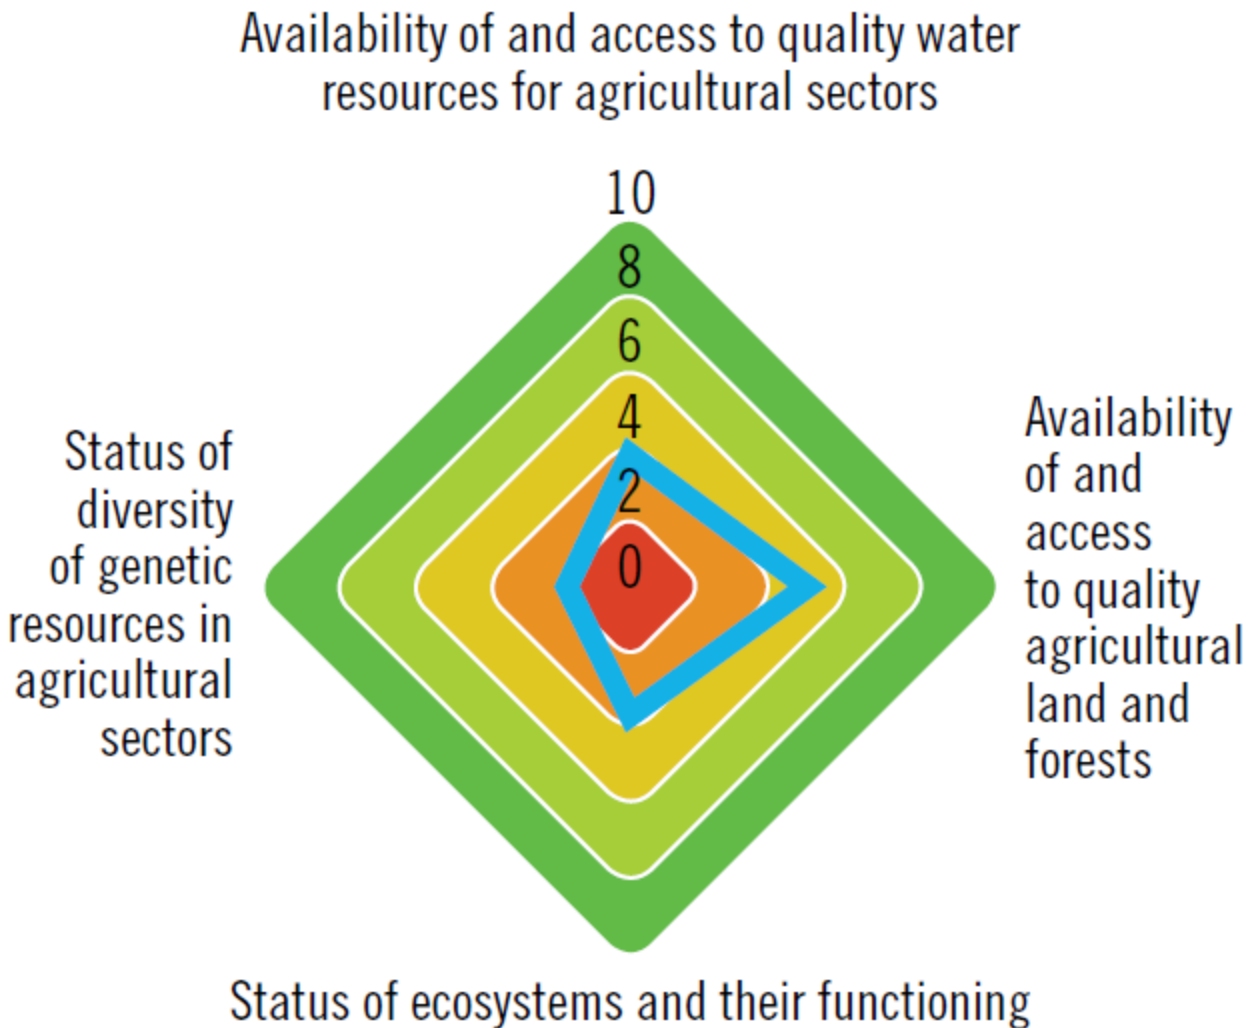 Availability of and access to quality water
resources for agricultural sectors
10
8
6
4
2
0
Status of
diversity
of genetic
resources in
agricultural
sectors
Availability
of and
access
to quality
agricultural
land and
forests
Status of ecosystems and their functioning